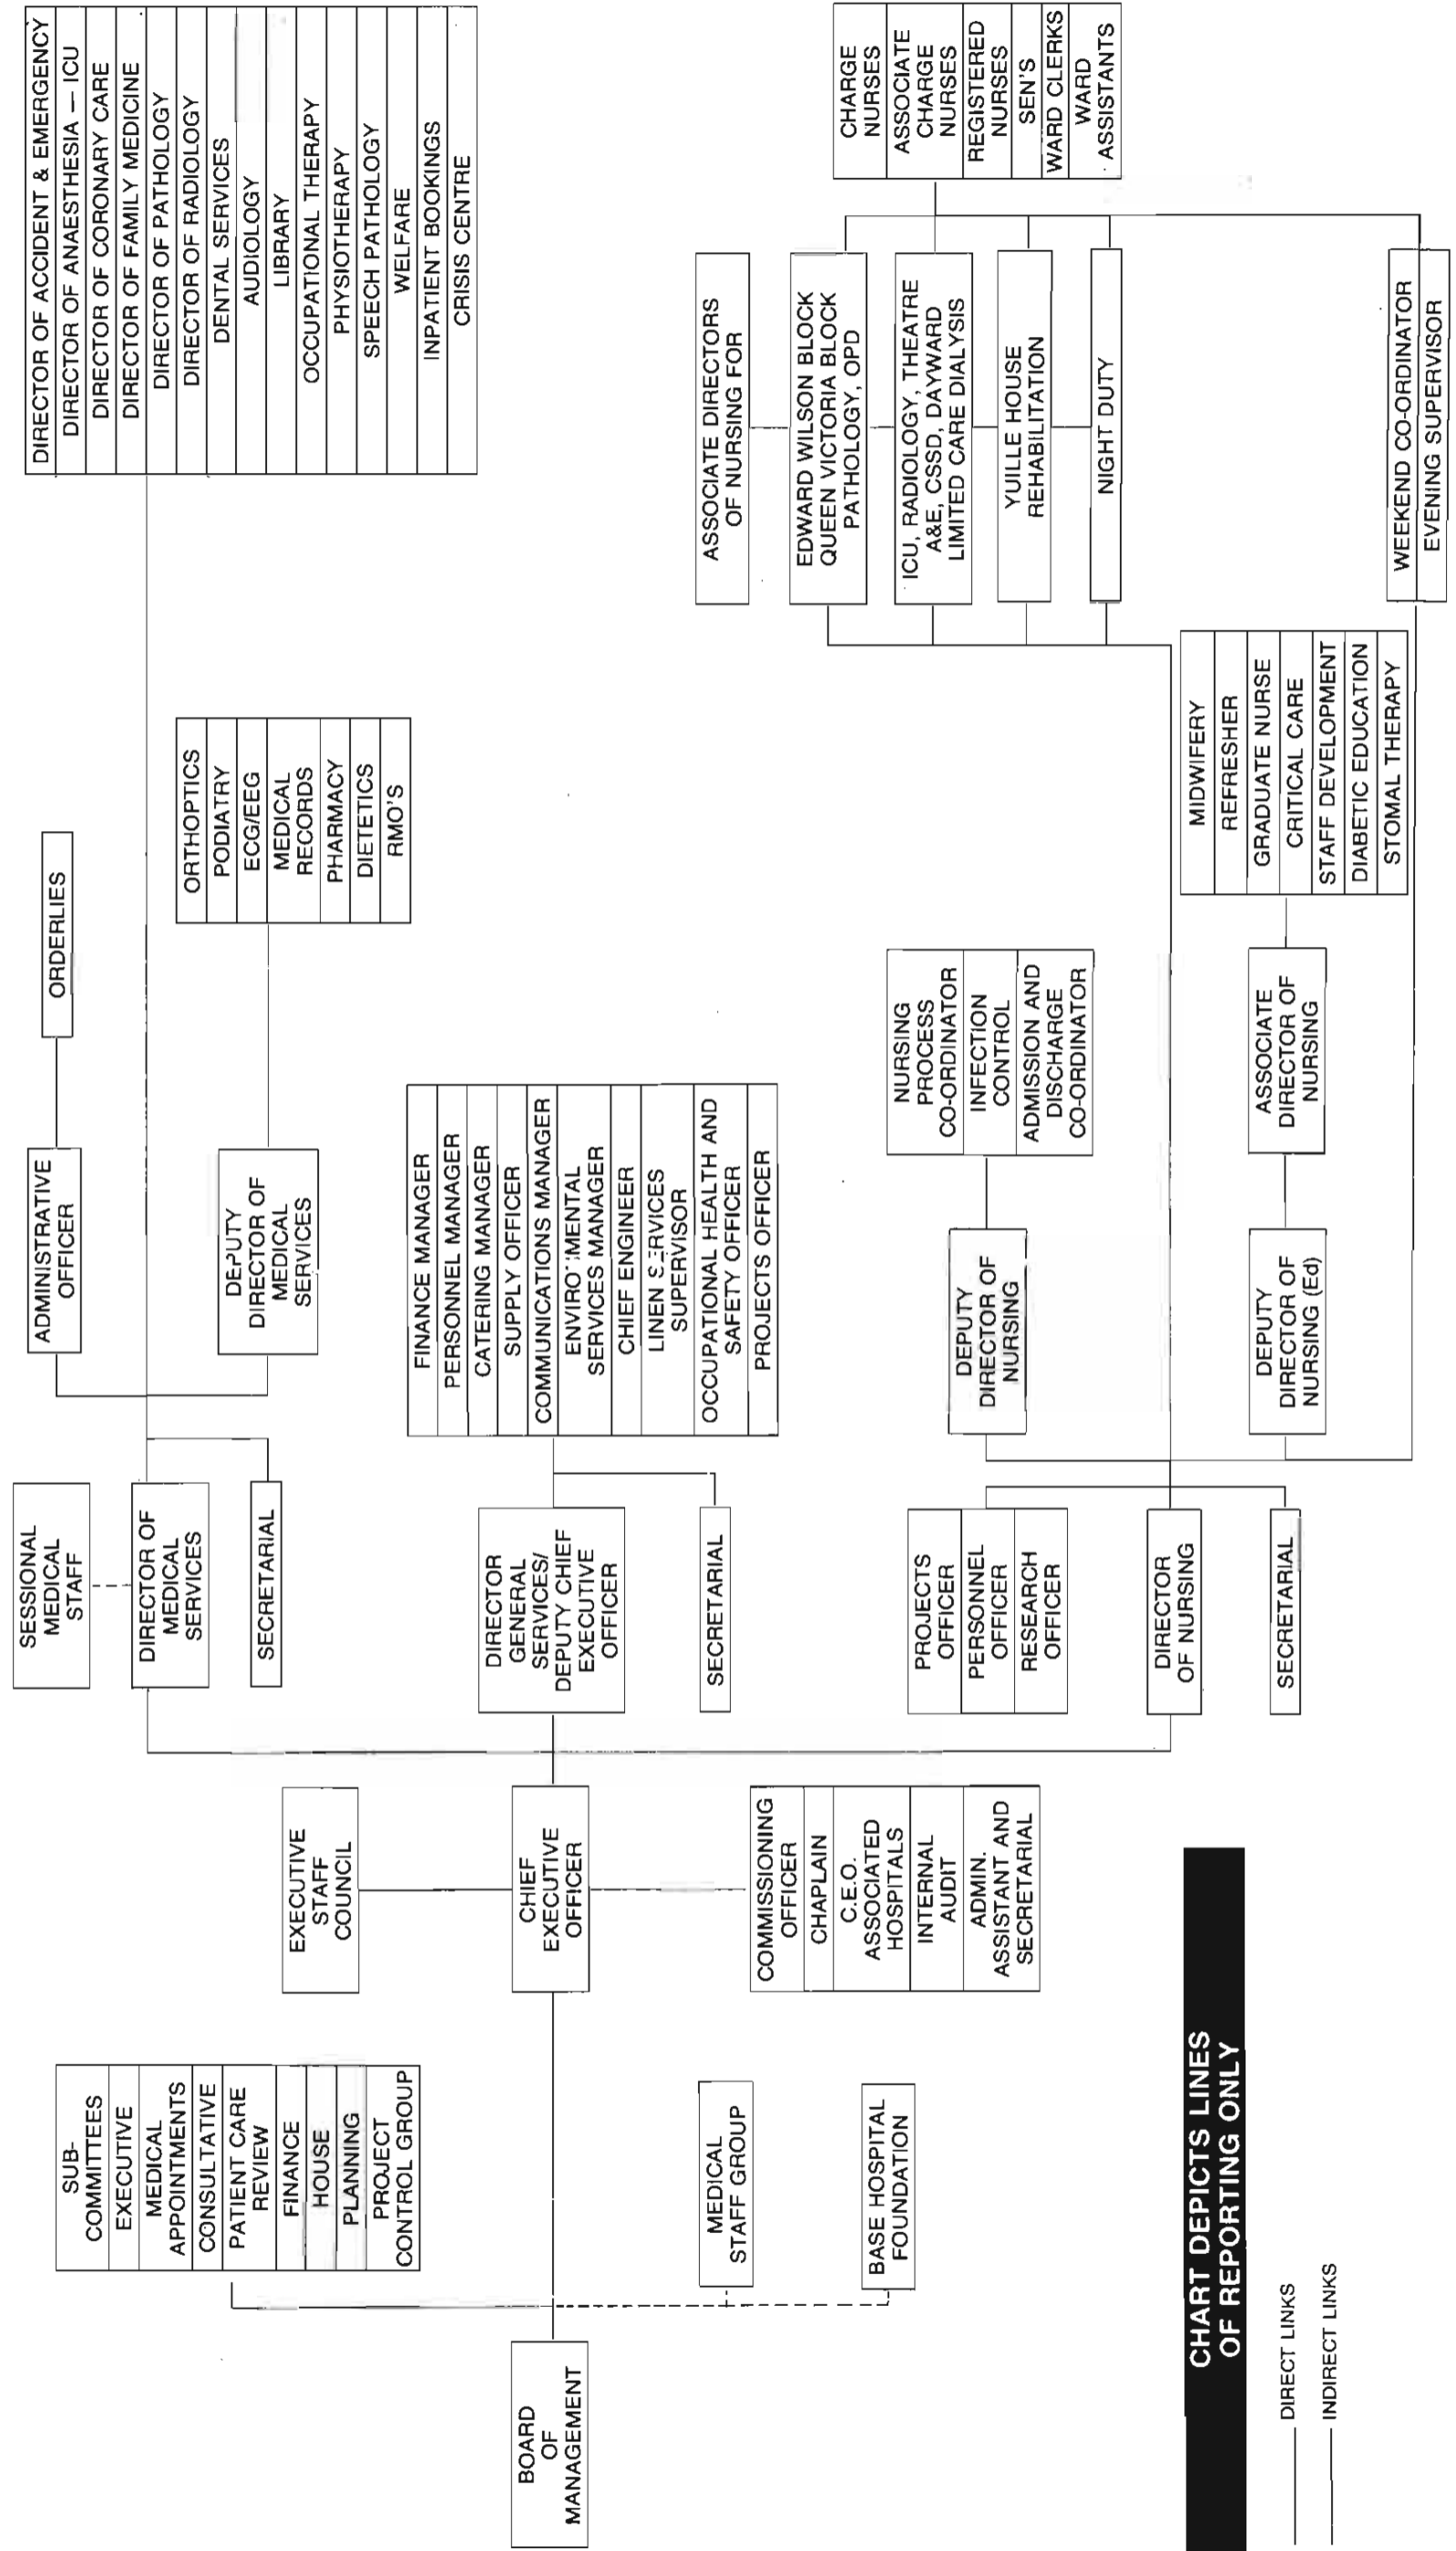 SUB-
COMMITTEES
EXECUTIVE
MEDICAL
APPOINTMENTS
CONSULTATIVE
PATIENT CARE
REVIEW
FINANCE
HOUSE
PLANNING
PROJECT
CONTROL GROUP
BOARD
OF
MANAGEMENT
MEDICAL
STAFF GROUP
BASE HOSPITAL
FOUNDATION
EXECUTIVE
STAFF
COUNCIL
CHIEF
EXECUTIVE
OFFICER
COMMISSIONING
OFFICER
CHAPLAIN
C.E.O.
ASSOCIATED
HOSPITALS
INTERNAL
AUDIT
ADMIN.
ASSISTANT AND
SECRETARIAL
SESSIONAL
MEDICAL
STAFF
DIRECTOR OF
MEDICAL
SERVICES
SECRETARIAL
ADMINISTRATIVE
OFFICER
ORDERLIES
DEPUTY
DIRECTOR OF
MEDICAL
SERVICES
ORTHOPTICS
PODIATRY
ECG/EEG
MEDICAL
RECORDS
PHARMACY
DIETETICS
RMO'S
DIRECTOR OF ACCIDENT & EMERGENCY
DIRECTOR OF ANAESTHESIA — ICU
DIRECTOR OF CORONARY CARE
DIRECTOR OF FAMILY MEDICINE
DIRECTOR OF PATHOLOGY
DIRECTOR OF RADIOLOGY
DENTAL SERVICES
AUDIOLOGY
LIBRARY
OCCUPATIONAL THERAPY
PHYSIOTHERAPY
SPEECH PATHOLOGY
WELFARE
INPATIENT BOOKINGS
CRISIS CENTRE
DIRECTOR
GENERAL
SERVICES/
DEPUTY CHIEF
EXECUTIVE
OFFICER
SECRETARIAL
FINANCE MANAGER
PERSONNEL MANAGER
CATERING MANAGER
SUPPLY OFFICER
COMMUNICATIONS MANAGER
ENVIRONMENTAL
SERVICES MANAGER
CHIEF ENGINEER
LINEN SERVICES
SUPERVISOR
OCCUPATIONAL HEALTH AND
SAFETY OFFICER
PROJECTS OFFICER
PROJECTS
OFFICER
PERSONNEL
OFFICER
RESEARCH
OFFICER
DIRECTOR
OF NURSING
SECRETARIAL
DEPUTY
DIRECTOR OF
NURSING
NURSING
PROCESS
CO-ORDINATOR
INFECTION
CONTROL
ADMISSION AND
DISCHARGE
CO-ORDINATOR
DEPUTY
DIRECTOR OF
NURSING (Ed)
ASSOCIATE
DIRECTOR OF
NURSING
MIDWIFERY
REFRESHER
GRADUATE NURSE
CRITICAL CARE
STAFF DEVELOPMENT
DIABETIC EDUCATION
STOMAL THERAPY
ASSOCIATE DIRECTORS
OF NURSING FOR
EDWARD WILSON BLOCK
QUEEN VICTORIA BLOCK
PATHOLOGY, OPD
ICU, RADIOLOGY, THEATRE
A&E, CSSD, DAYWARD
LIMITED CARE DIALYSIS
YUILLE HOUSE
REHABILITATION
NIGHT DUTY
WEEKEND CO-ORDINATOR
EVENING SUPERVISOR
CHARGE
NURSES
ASSOCIATE
CHARGE
NURSES
REGISTERED
NURSES
SEN'S
WARD CLERKS
WARD
ASSISTANTS
CHART DEPICTS LINES
OF REPORTING ONLY
DIRECT LINKS
INDIRECT LINKS